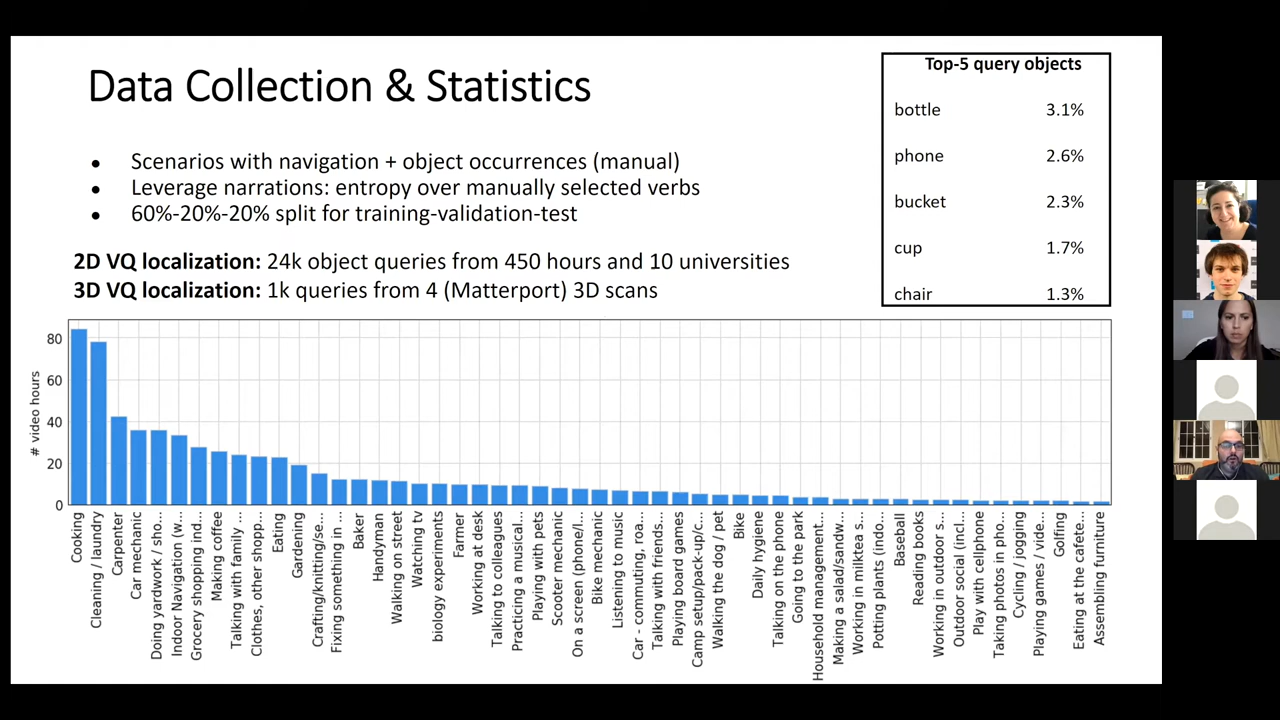 Data Collection & Statistics
Top-5 query objects
bottle 3.1%
phone 2.6%
bucket 2.3%
cup 1.7%
chair 1.3%
● Scenarios with navigation + object occurrences (manual)
● Leverage narrations: entropy over manually selected verbs
● 60%-20%-20% split for training-validation-test
2D VQ localization: 24k object queries from 450 hours and 10 universities
3D VQ localization: 1k queries from 4 (Matterport) 3D scans
# video hours
80
60
40
20
0
Cooking
Cleaning / laundry
Carpenter
Car mechanic
Doing yardwork / sho...
Indoor Navigation (w...
Grocery shopping ind...
Making coffee
Talking with family ...
Clothes, other shopp...
Eating
Gardening
Crafting/knitting/se...
Fixing something in ...
Baker
Handyman
Walking on street
Watching tv
biology experiments
Farmer
Working at desk
Talking to colleagues
Practicing a musical...
Playing with pets
Scooter mechanic
On a screen (phone/l...
Bike mechanic
Listening to music
Car - commuting, roa...
Talking with friends...
Playing board games
Camp setup/pack-up/c...
Walking the dog / pet
Bike
Daily hygiene
Talking on the phone
Going to the park
Household management...
Making a salad/sandw...
Working in milktea s...
Potting plants (indo...
Baseball
Reading books
Working in outdoor s...
Outdoor social (incl...
Play with cellphone
Taking photos in pho...
Cycling / jogging
Playing games / vide...
Golfing
Eating at the cafete...
Assembling furniture